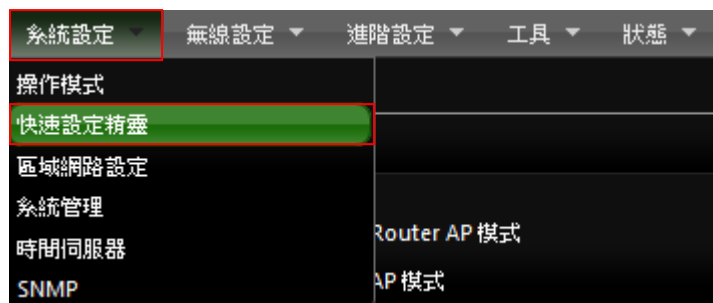 系統設定 無線設定 進階設定 工具 狀態
操作模式
快速設定精靈
區域網路設定
系統管理
Router AP 模式
時間伺服器
AP 模式
SNMP